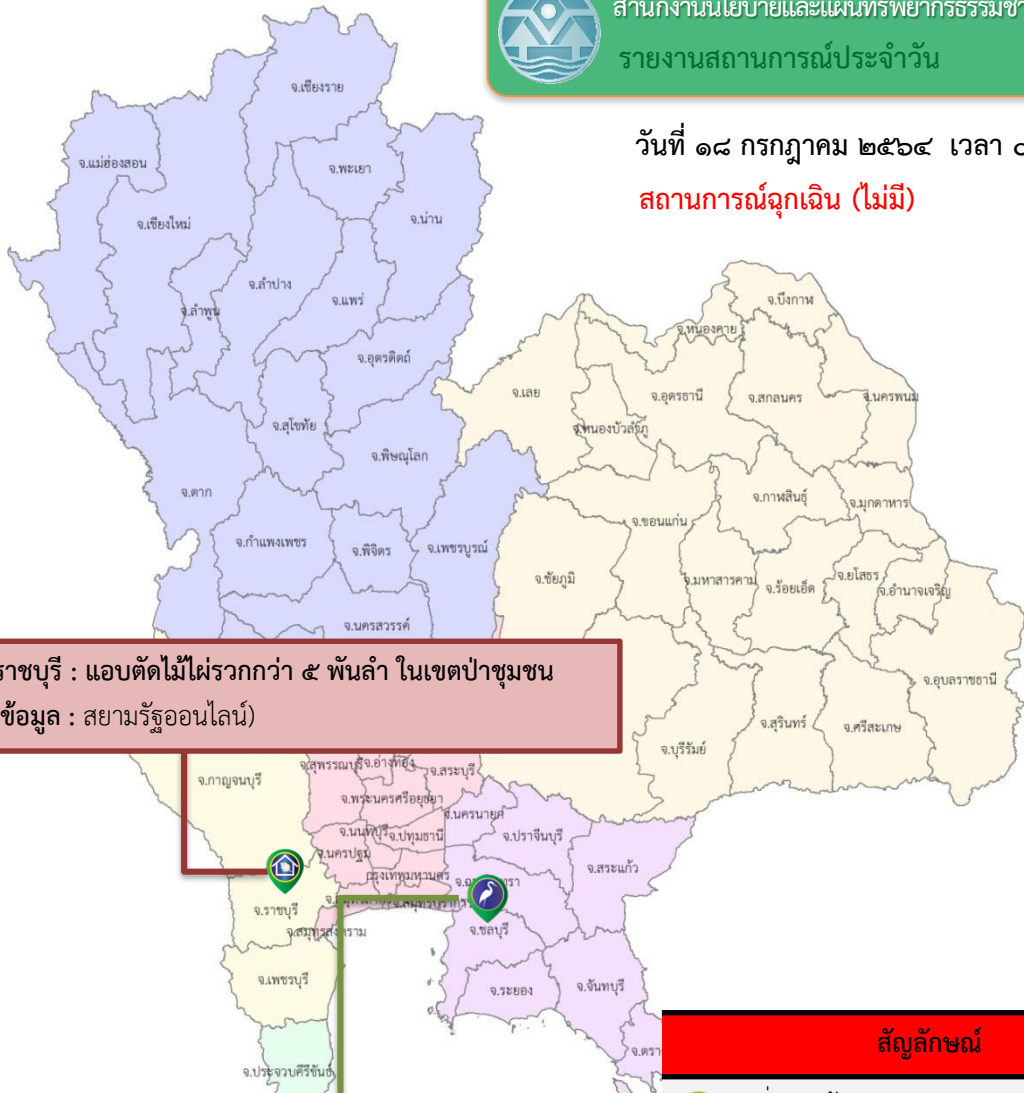 สำนักงานนโยบายและแผนทรัพยากรธรรมชา
รายงานสถานการณ์ประจำวัน
วันที่ ๑๘ กรกฎาคม ๒๕๖๔ เวลา
สถานการณ์ฉุกเฉิน (ไม่มี)
จ.เชียงราย
จ.แม่ฮ่องสอน
จ.พะเยา
จ.เชียงใหม่
จ.น่าน
จ.ลำปาง
จ.แพร่
จ.ลำพูน
จ.บึงกาฬ
จ.หนองคาย
จ.อุตรดิตถ์
จ.เลย
จ.อุดรธานี
จ.สกลนคร
จ.นครพนม
จ.สุโขทัย
จ.หนองบัวลำภู
จ.พิษณุโลก
จ.ตาก
จ.กาฬสินธุ์
จ.มุกดาหาร
จ.ขอนแก่น
จ.กำแพงเพชร
จ.พิจิตร
จ.เพชรบูรณ์
จ.ชัยภูมิ
จ.มหาสารคาม
จ.ร้อยเอ็ด
จ.ยโสธร
จ.อำนาจเจริญ
จ.นครสวรรค์
ราชบุรี : แอบตัดไม้ไผ่รวกกว่า ๕ พันลำ ในเขตป่าชุมชน
ข้อมูล : สยามรัฐออนไลน์)
จ.อุบลราชธานี
จ.สุรินทร์
จ.ศรีสะเกษ
จ.บุรีรัมย์
จ.กาญจนบุรี
จ.สุพรรณบุรี
จ.อ่างทอง
จ.สระบุรี
จ.พระนครศรีอยุธยา
จ.นครนายก
จ.นนทบุรี
จ.ปทุมธานี
จ.ปราจีนบุรี
จ.นครปฐม
จ.สระแก้ว
กรุงเทพมหานคร
จ.ราชบุรี
จ.สมุทรสงคราม
จ.ชลบุรี
จ.เพชรบุรี
จ.ระยอง
จ.จันทบุรี
จ.ตรา
สัญลักษณ์
จ.ประจวบคีรีขันธ์